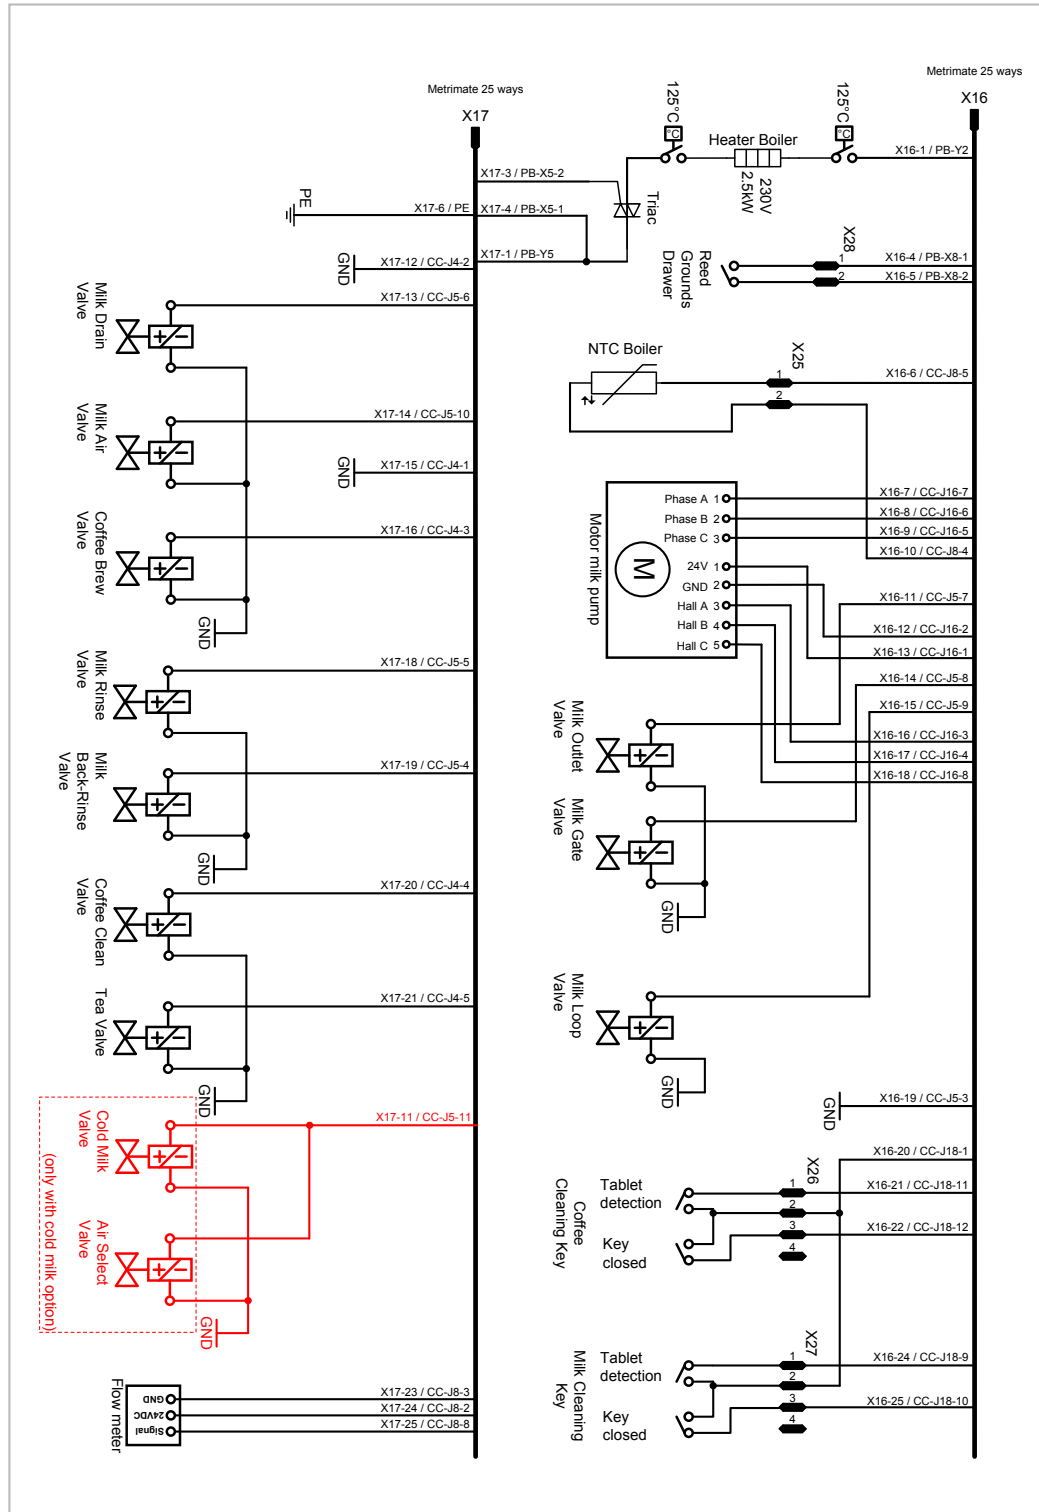 Metrimate 25 ways
X16
Metrimate 25 ways
X17
125°C
°C
Heater Boiler
230V
2.5kW
125°C
°C
X16-1 / PB-Y2
X17-3 / PB-X5-2
Triac
X17-4 / PB-X5-1
X17-1 / PB-Y5
PE
X17-6 / PE
GND
X17-12 / CC-J4-2
Milk Drain
Valve
X17-13 / CC-J5-6
Milk Air
Valve
X17-14 / CC-J5-10
GND
X17-15 / CC-J4-1
Coffee Brew
Valve
X17-16 / CC-J4-3
GND
Milk Rinse
Valve
X17-18 / CC-J5-5
Milk
Back-Rinse
Valve
X17-19 / CC-J5-4
GND
Coffee Clean
Valve
X17-20 / CC-J4-4
Tea Valve
X17-21 / CC-J4-5
GND
X17-11 / CC-J5-11
Cold Milk
Valve
Air Select
Valve
(only with cold milk option)
GND
Flow meter
GND
24VDC
Signal
X17-23 / CC-J8-3
X17-24 / CC-J8-2
X17-25 / CC-J8-8
Reed
Grounds
Drawer
X28
1
2
X16-4 / PB-X8-1
X16-5 / PB-X8-2
NTC Boiler
X25
1
2
X16-6 / CC-J8-5
Motor milk pump
M
Phase A 1
Phase B 2
Phase C 3
24V 1
GND 2
Hall A 3
Hall B 4
Hall C 5
X16-7 / CC-J16-7
X16-8 / CC-J16-6
X16-9 / CC-J16-5
X16-10 / CC-J8-4
X16-11 / CC-J5-7
X16-12 / CC-J16-2
X16-13 / CC-J16-1
X16-14 / CC-J5-8
X16-15 / CC-J5-9
X16-16 / CC-J16-3
X16-17 / CC-J16-4
X16-18 / CC-J16-8
Milk Outlet
Valve
Milk Gate
Valve
GND
Milk Loop
Valve
GND
GND
X16-19 / CC-J5-3
X16-20 / CC-J18-1
X26
1
2
3
4
X16-21 / CC-J18-11
X16-22 / CC-J18-12
Coffee
Cleaning Key
Tablet
detection
Key
closed
X27
1
2
3
4
X16-24 / CC-J18-9
X16-25 / CC-J18-10
Milk Cleaning
Key
Tablet
detection
Key
closed